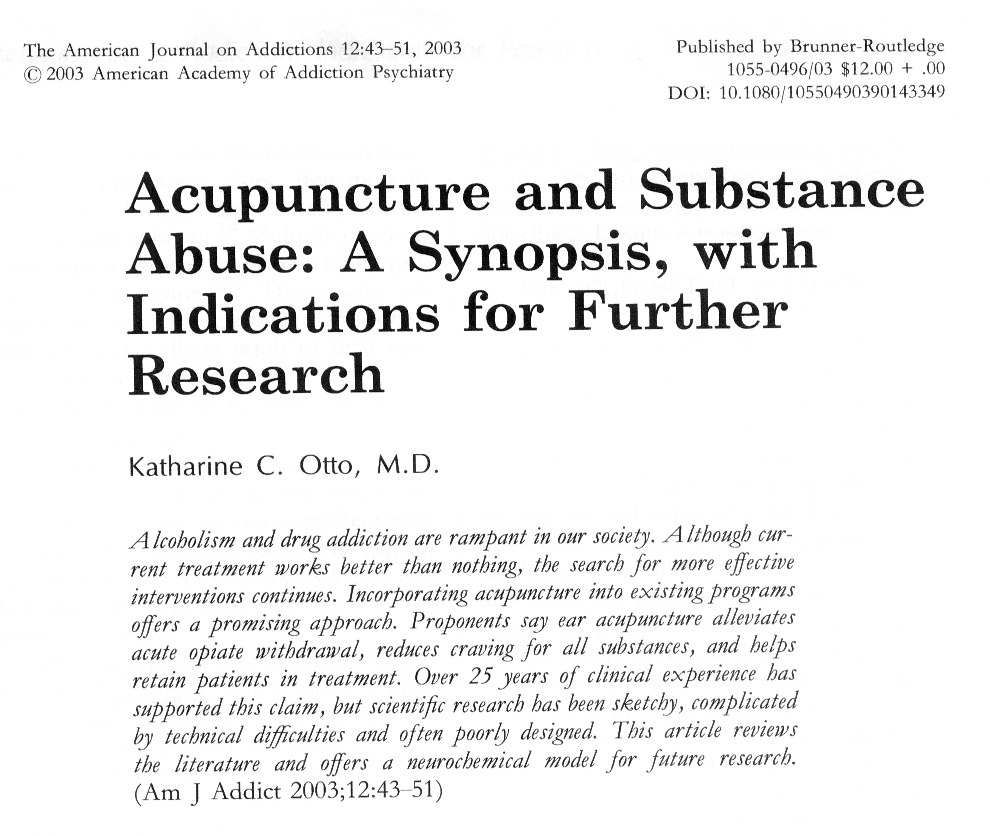 The American Journal on Addictions 12:43–51, 2003
© 2003 American Academy of Addiction Psychiatry
Published by Brunner-Routledge
1055-0496/03 $12.00 + .00
DOI: 10.1080/10550490390143349
Acupuncture and Substance
Abuse: A Synopsis, with
Indications for Further
Research
Katharine C. Otto, M.D.
Alcoholism and drug addiction are rampant in our society. Although cur-
rent treatment works better than nothing, the search for more effective
interventions continues. Incorporating acupuncture into existing programs
offers a promising approach. Proponents say ear acupuncture alleviates
acute opiate withdrawal, reduces craving for all substances, and helps
retain patients in treatment. Over 25 years of clinical experience has
supported this claim, but scientific research has been sketchy, complicated
by technical difficulties and often poorly designed. This article reviews
the literature and offers a neurochemical model for future research.
(Am J Addict 2003;12:43–51)